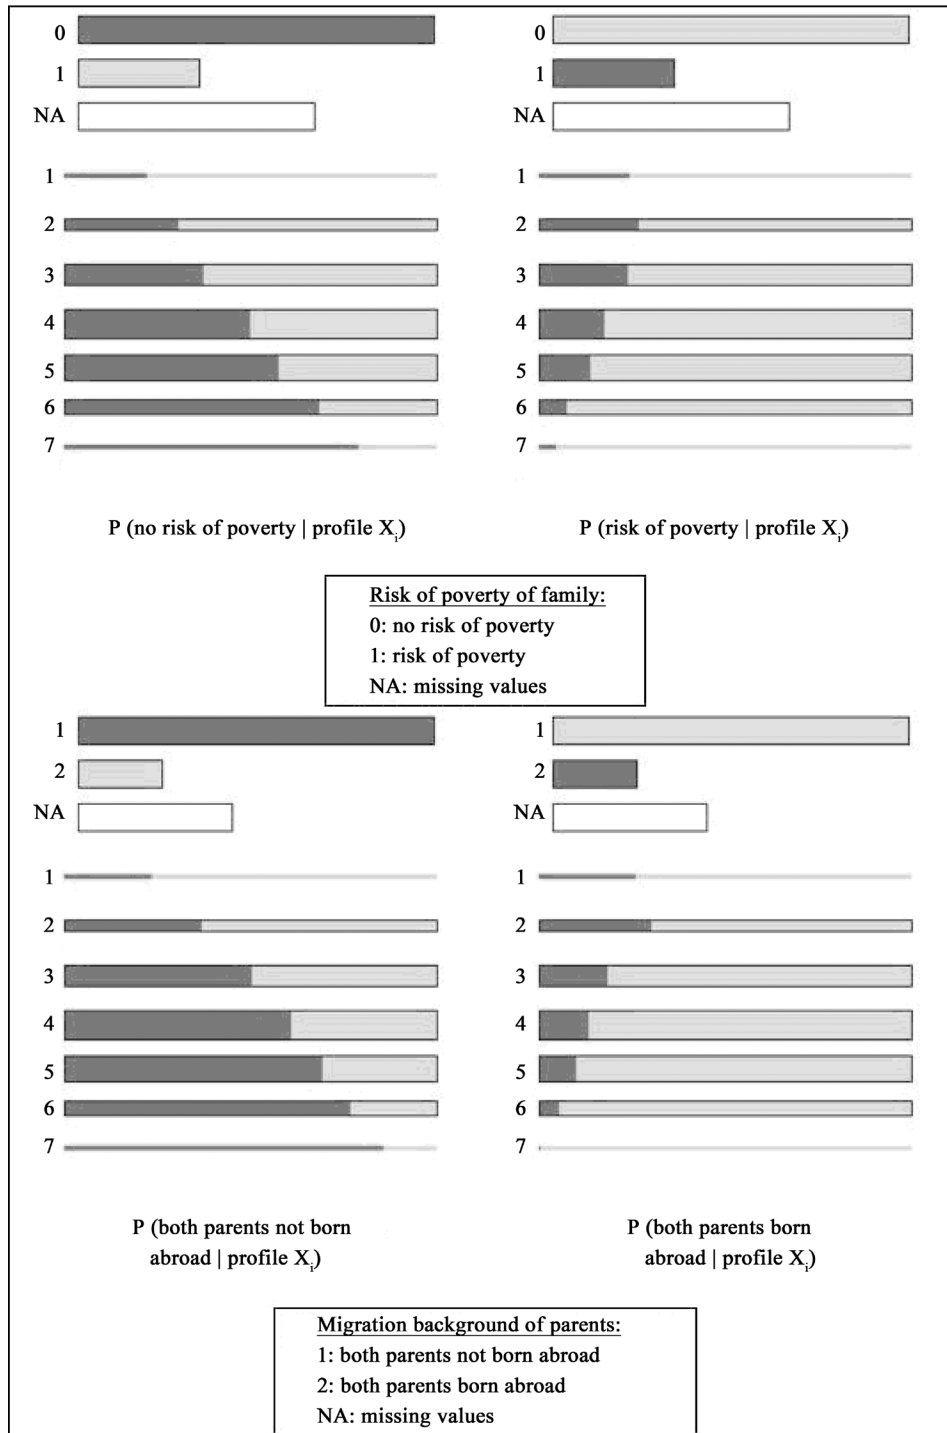 0
1
NA
1
2
3
4
5
6
7
P (no risk of poverty | profile Xi)
0
1
NA
1
2
3
4
5
6
7
P (risk of poverty | profile Xi)
Risk of poverty of family:
0: no risk of poverty
1: risk of poverty
NA: missing values
1
2
NA
1
2
3
4
5
6
7
P (both parents not born
abroad | profile Xi)
1
2
NA
1
2
3
4
5
6
7
P (both parents born
abroad | profile Xi)
Migration background of parents:
1: both parents not born abroad
2: both parents born abroad
NA: missing values